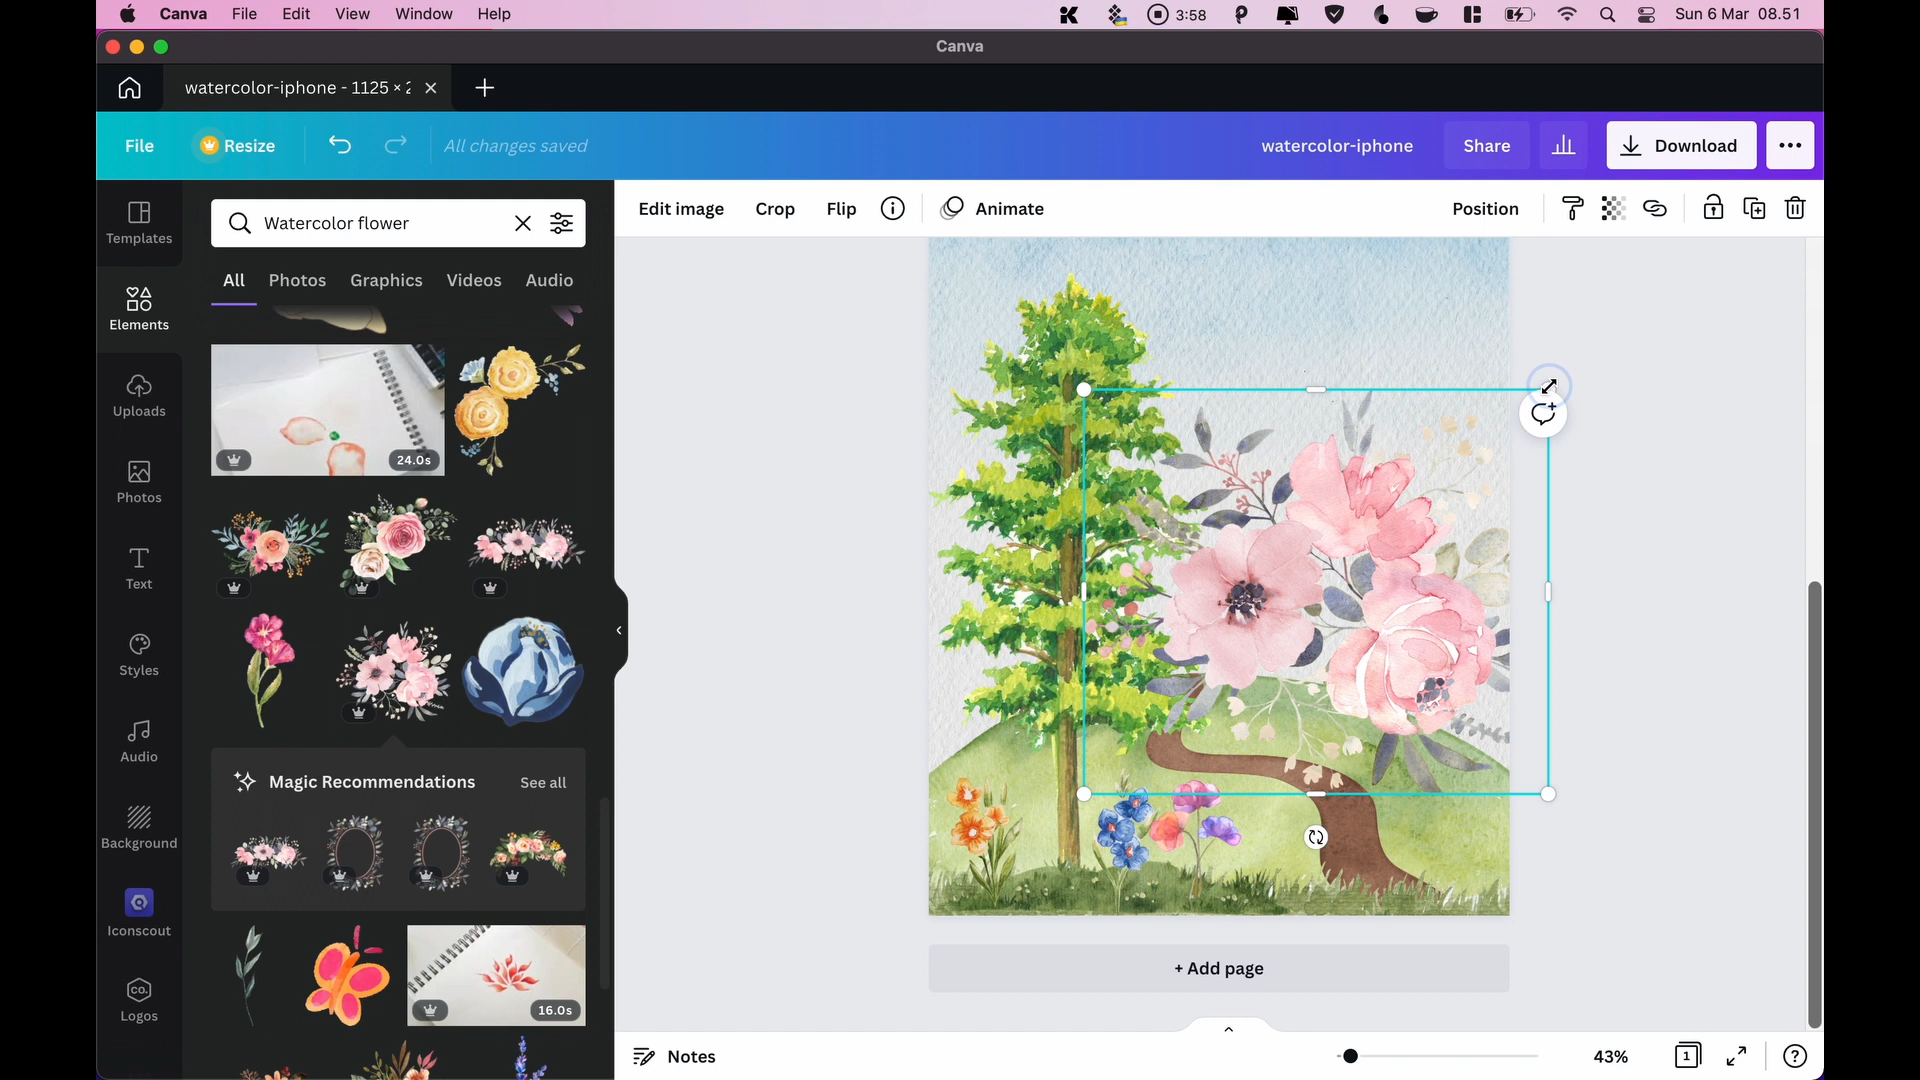 Canva File Edit View Window Help
3:58
Sun 6 Mar 08.51
Canva
watercolor-iphone - 1125 ×
File Resize All changes saved watercolor-iphone Share Download
Templates
Elements
Uploads
Photos
Text
Styles
Audio
Background
Iconscout
CO.
Logos
Watercolor flower
All Photos Graphics Videos Audio
24.0s
Magic Recommendations See all
16.0s
Edit image Crop Flip Animate Position
+ Add page
Notes 43% 1